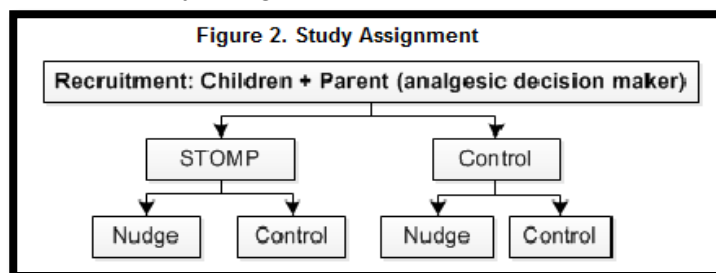 Figure 2. Study Assignment
Recruitment: Children + Parent (analgesic decision maker)
STOMP Control
Nudge Control Nudge Control